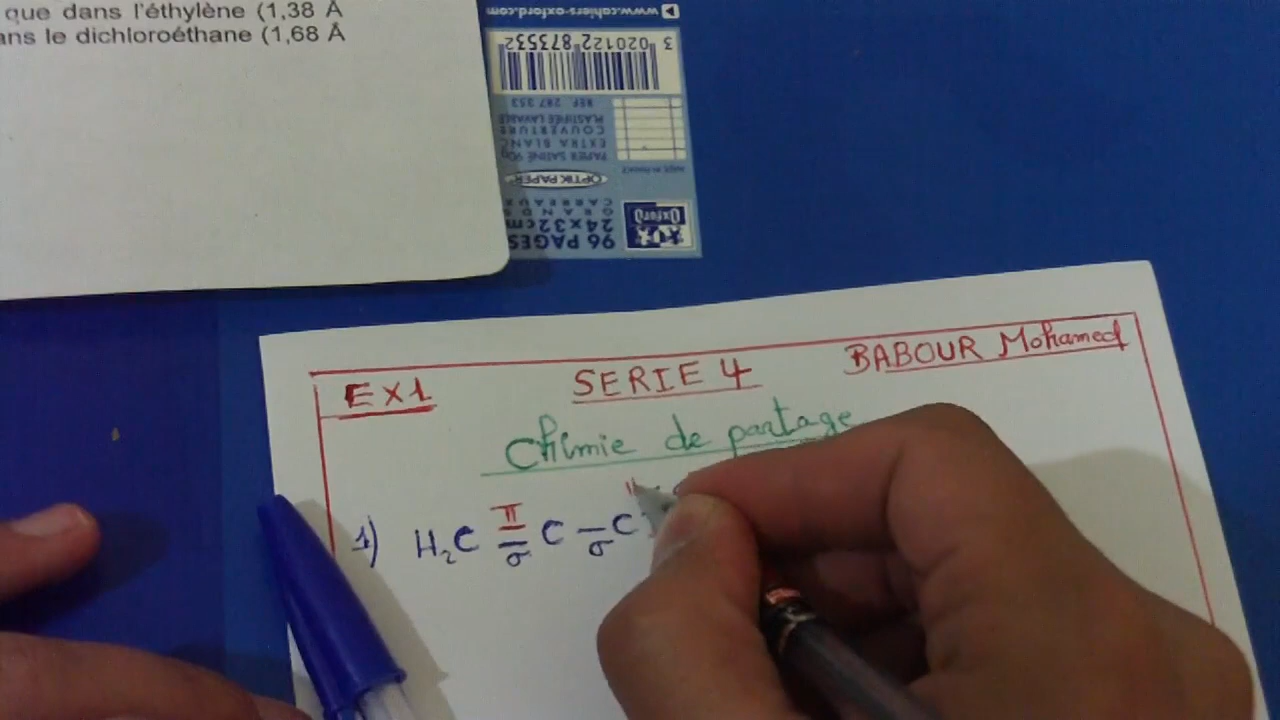 que dans l'éthylène (1,38 Å
ans le dichloroéthane (1,68 Å
www.cahiers-oxford.com
3 020122 873532
REF. 287 353
PAPIER SATINÉ 90g
EXTRA BLANC
COUVERTURE
PLASTIFIÉE LAVABLE
OPTIK PAPER
GRANDS
CARREAUX
24x32cm
96 PAGES
Oxford
EX1
SERIE 4
BABOUR Mohamed
Chimie de partage
1) H₂C
π
σ
C
σ
C